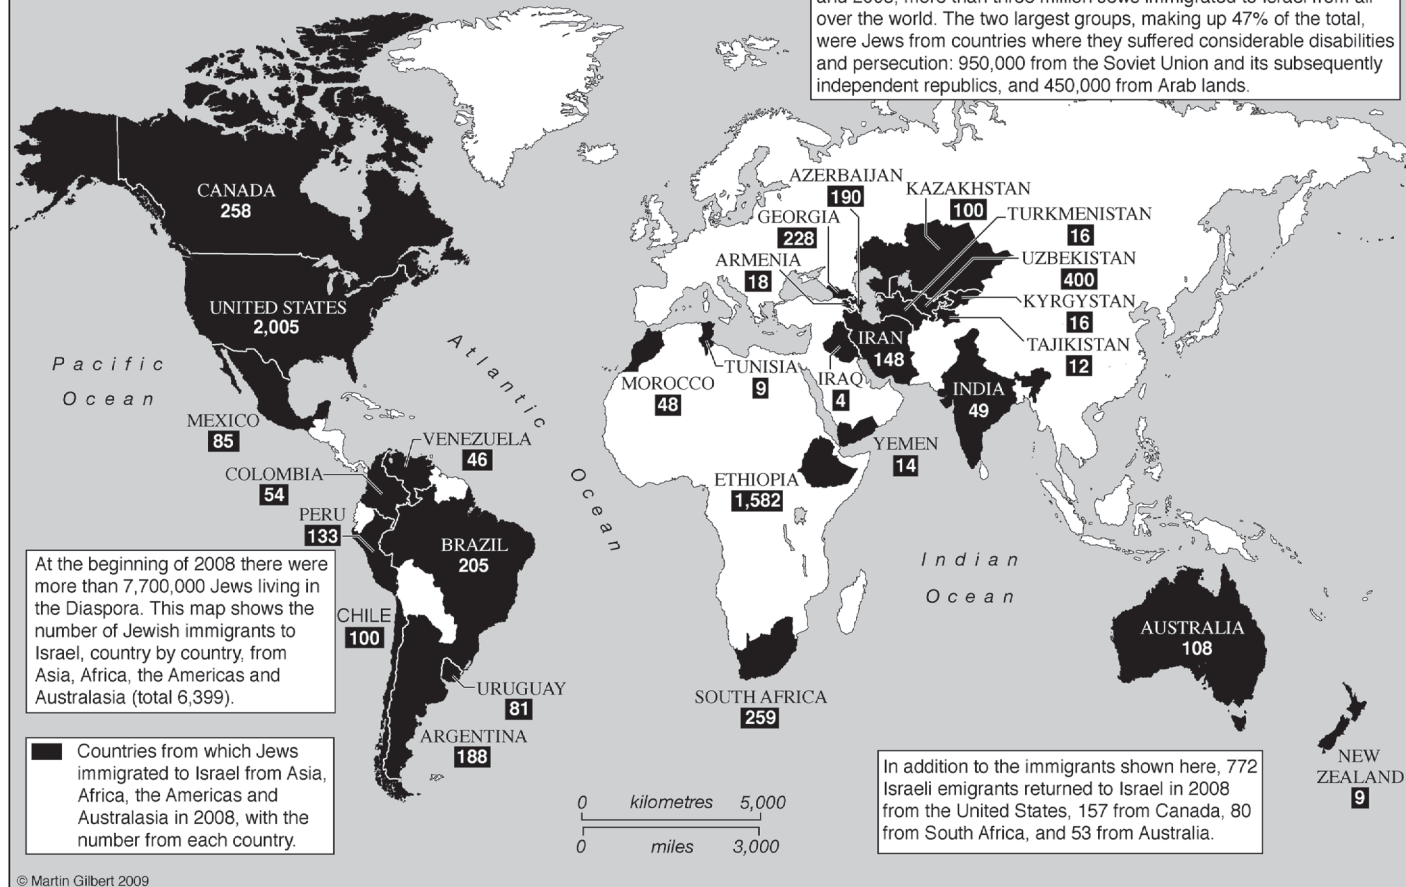 over the world. The two largest groups, making up 47% of the total,
were Jews from countries where they suffered considerable disabilities
and persecution: 950,000 from the Soviet Union and its subsequently
independent republics, and 450,000 from Arab lands.
CANADA
258
UNITED STATES
2,005
Pacific
Ocean
Atlantic
Ocean
MEXICO
85
VENEZUELA
46
COLOMBIA
54
PERU
133
BRAZIL
205
CHILE
100
URUGUAY
81
ARGENTINA
188
AZERBAIJAN
190
KAZAKHSTAN
100
GEORGIA
228
TURKMENISTAN
16
ARMENIA
18
UZBEKISTAN
400
KYRGYSTAN
16
TAJIKISTAN
12
IRAN
148
TUNISIA
9
MOROCCO
48
IRAQ
4
INDIA
49
YEMEN
14
ETHIOPIA
1,582
Indian
Ocean
SOUTH AFRICA
259
AUSTRALIA
108
NEW
ZEALAND
9
At the beginning of 2008 there were
more than 7,700,000 Jews living in
the Diaspora. This map shows the
number of Jewish immigrants to
Israel, country by country, from
Asia, Africa, the Americas and
Australasia (total 6,399).
Countries from which Jews
immigrated to Israel from Asia,
Africa, the Americas and
Australasia in 2008, with the
number from each country.
0 kilometres 5,000
0 miles 3,000
In addition to the immigrants shown here, 772
Israeli emigrants returned to Israel in 2008
from the United States, 157 from Canada, 80
from South Africa, and 53 from Australia.
© Martin Gilbert 2009